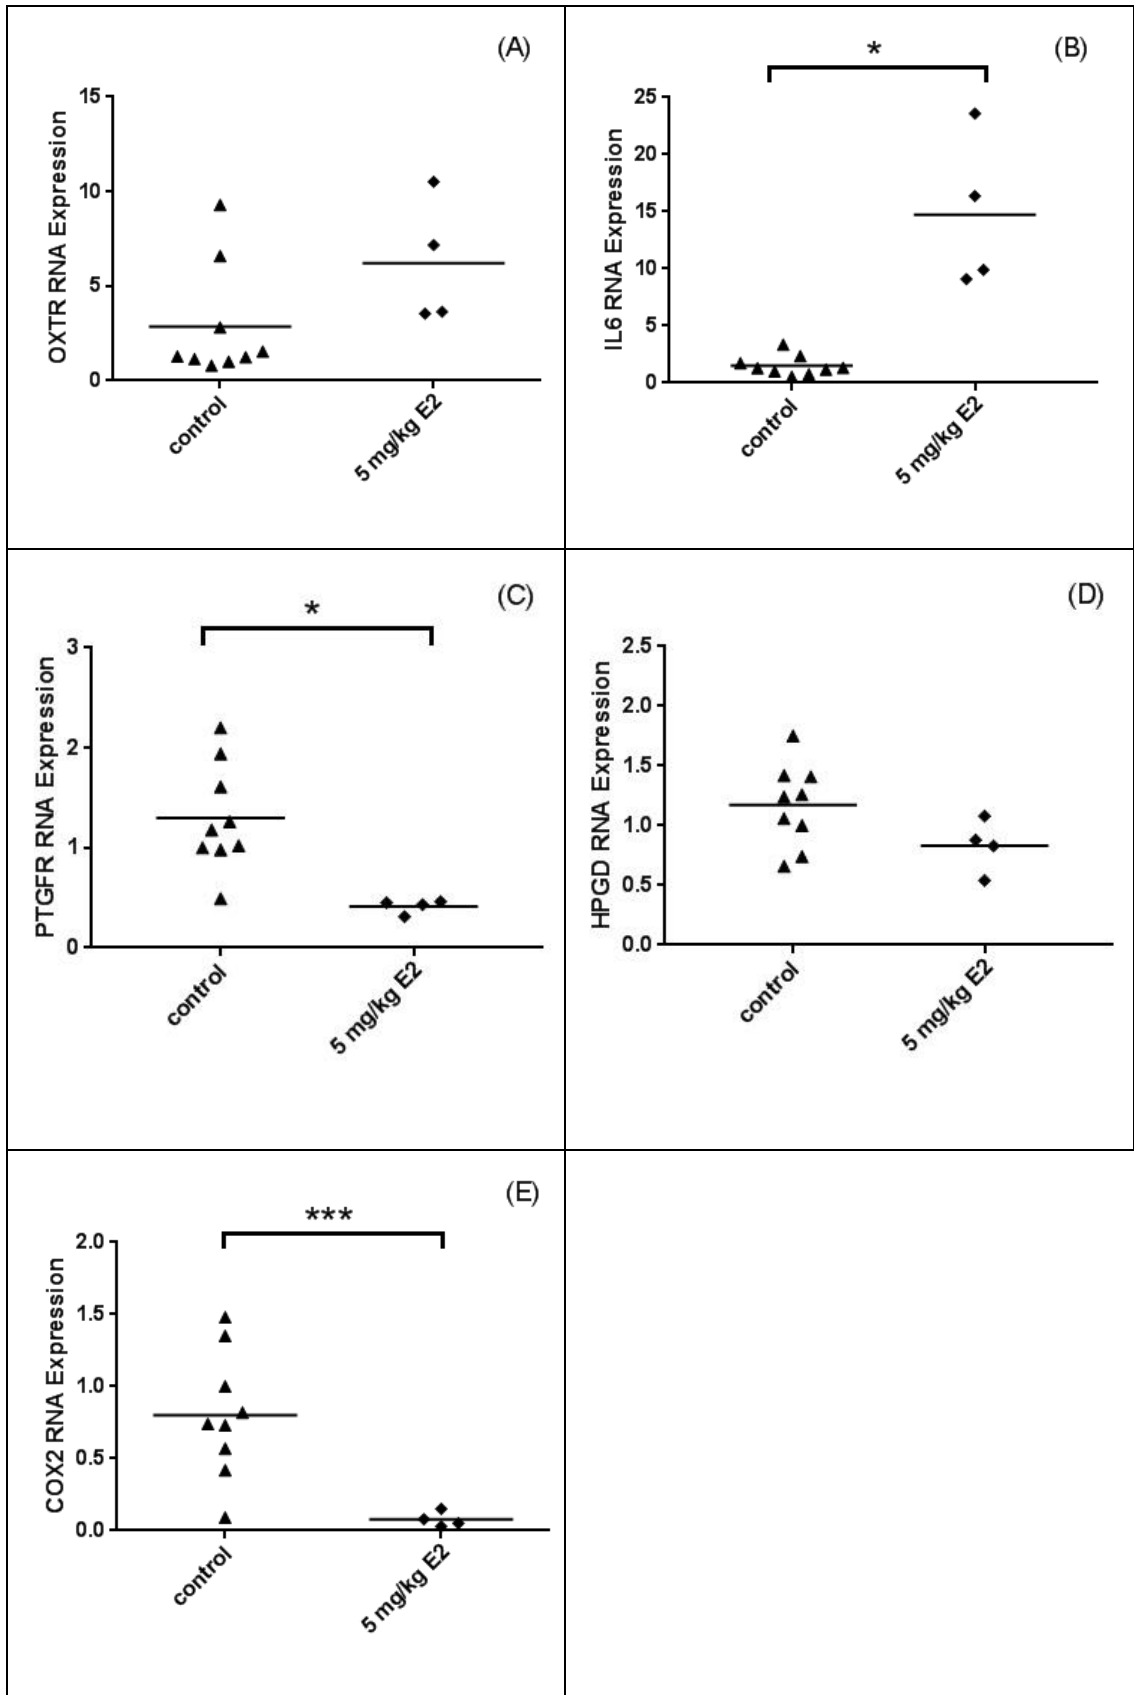 (A)
15
10
5
0
OXTR RNA Expression
control
5 mg/kg E2
(B)
*
25
20
15
10
5
0
IL6 RNA Expression
control
5 mg/kg E2
(C)
*
3
2
1
0
PTGFR RNA Expression
control
5 mg/kg E2
(D)
2.5
2.0
1.5
1.0
0.5
0.0
HPGD RNA Expression
control
5 mg/kg E2
(E)
***
2.0
1.5
1.0
0.5
0.0
COX2 RNA Expression
control
5 mg/kg E2